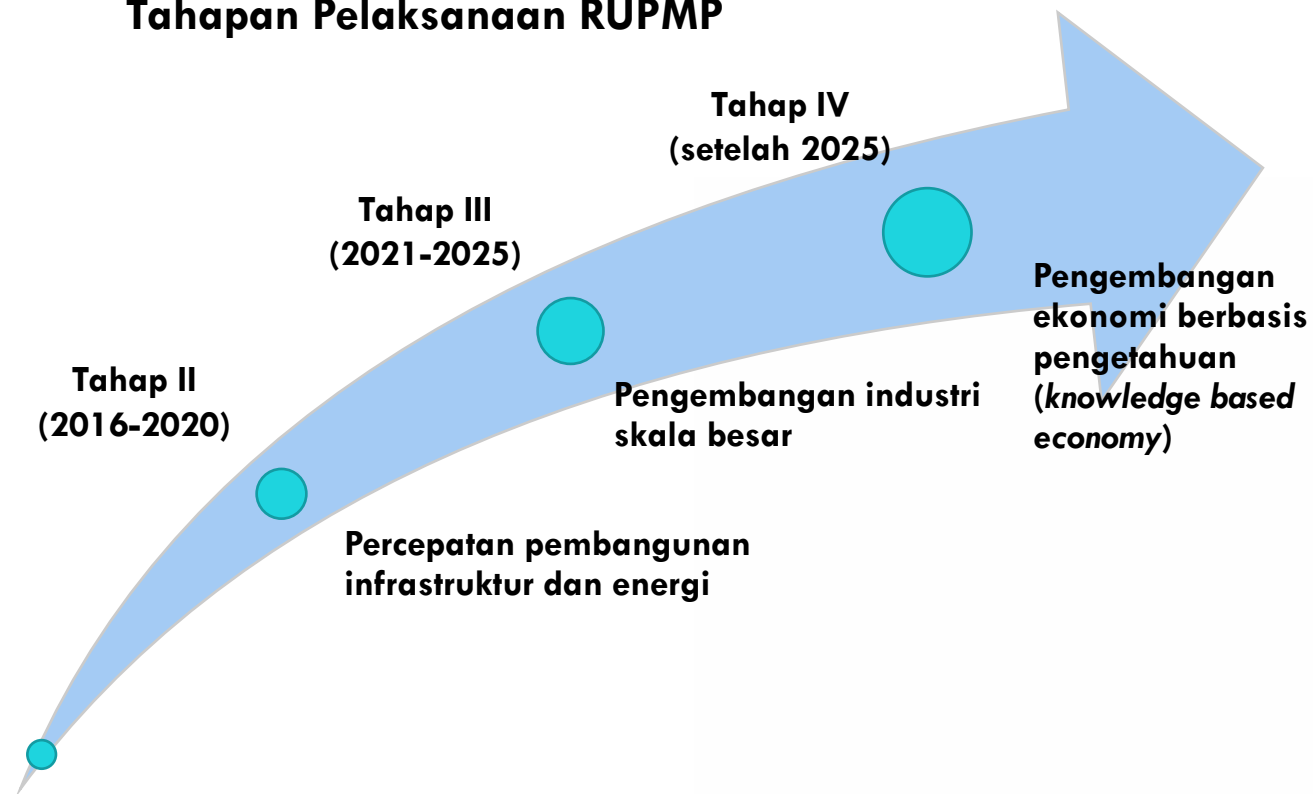 Tahapan Pelaksanaan RUPMP
Tahap IV
(setelah 2025)
Tahap III
(2021-2025)
Pengembangan
ekonomi berbasis
pengetahuan
(knowledge based
economy)
Tahap II
(2016-2020)
Pengembangan industri
skala besar
Percepatan pembangunan
infrastruktur dan energi